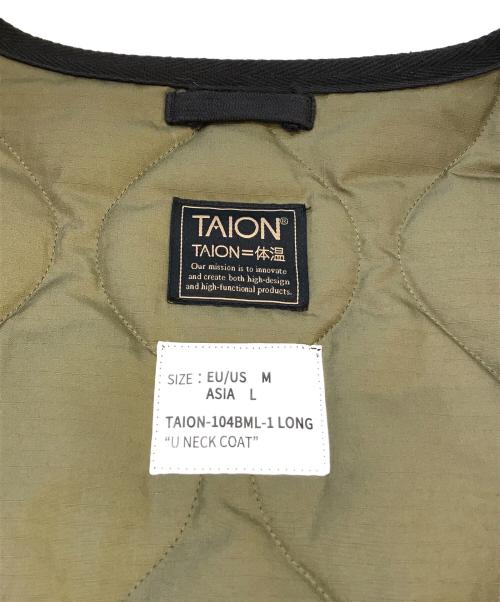 TAION®
TAION=体温
Our mission is to innovate
and create both high-design
and high-functional products.
SIZE : EU/US M
ASIA L
TAION-104BML-1 LONG
“U NECK COAT”